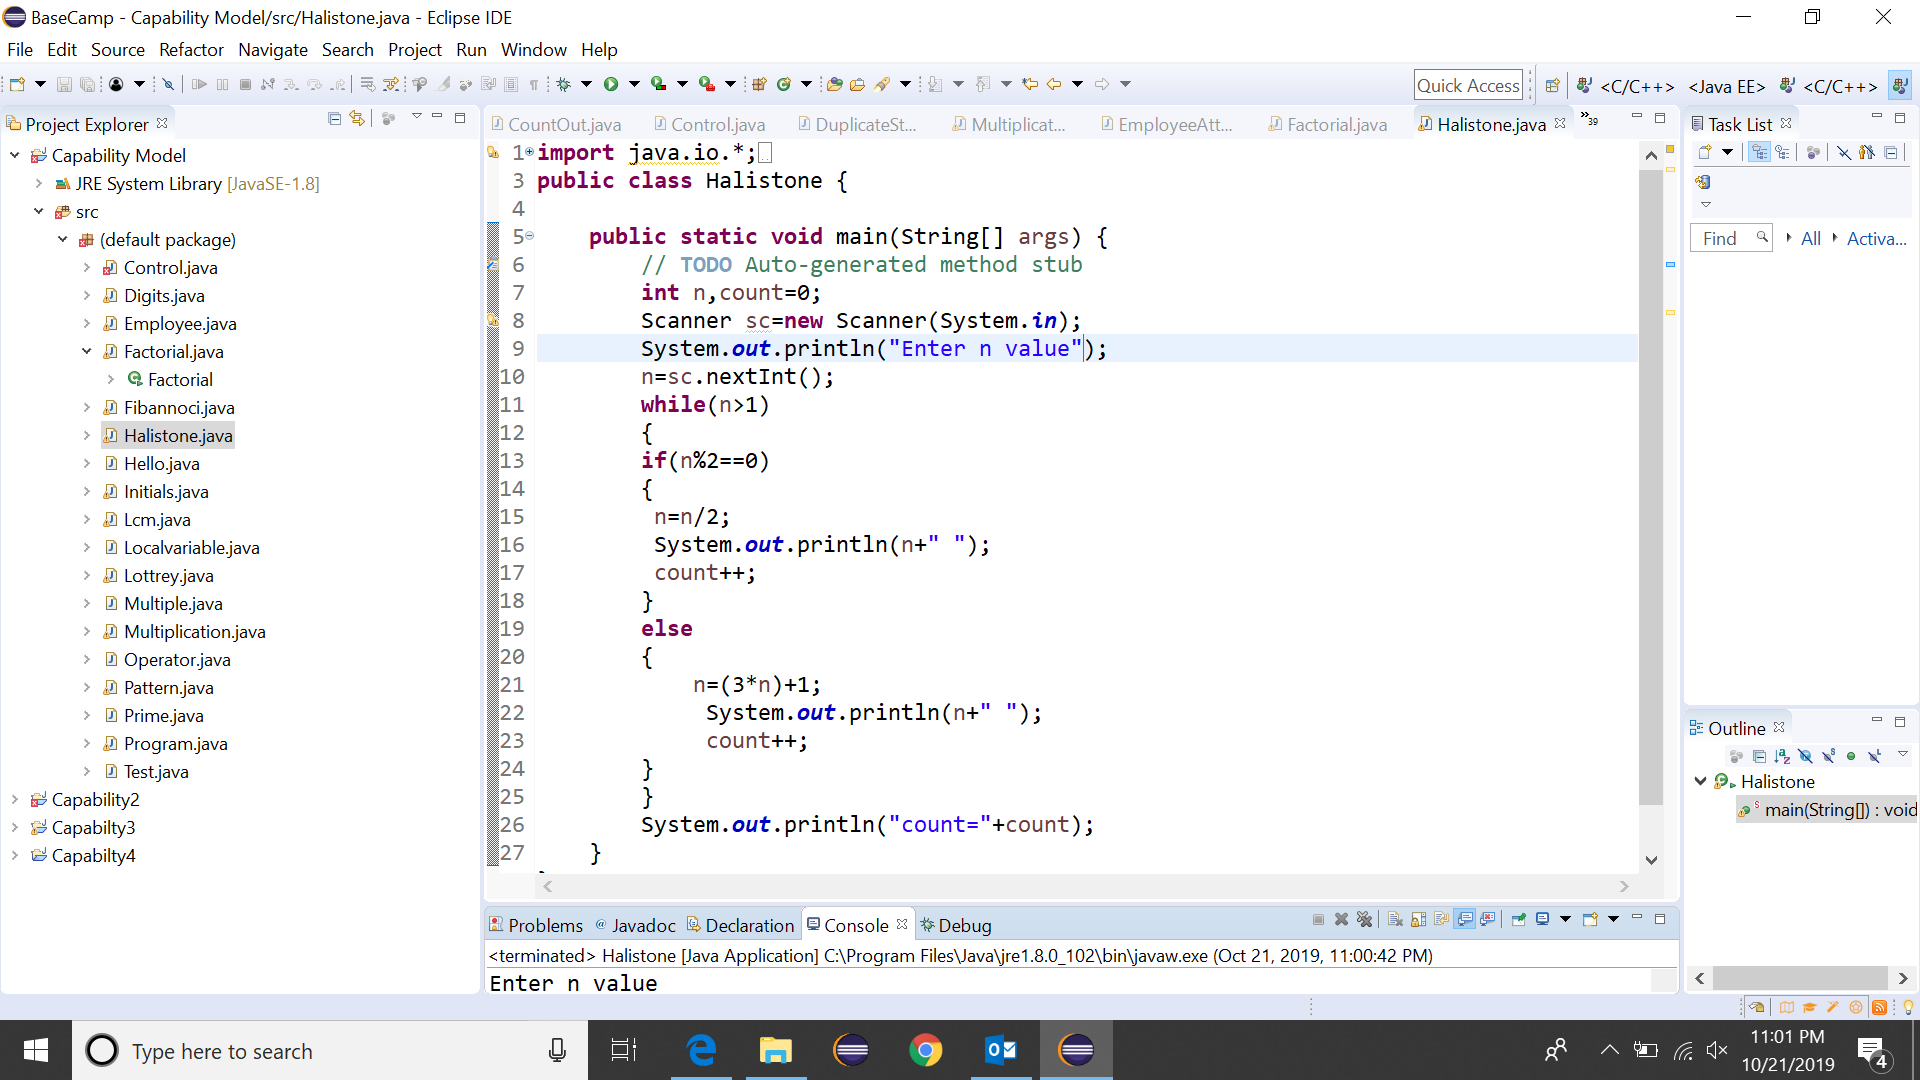 BaseCamp - Capability Model/src/Halistone.java - Eclipse IDE
File Edit Source Refactor Navigate Search Project Run Window Help
Quick Access <C/C++> <Java EE> <C/C++>
Project Explorer
Capability Model
JRE System Library [JavaSE-1.8]
src
(default package)
Control.java
Digits.java
Employee.java
Factorial.java
Factorial
Fibannoci.java
Halistone.java
Hello.java
Initials.java
Lcm.java
Localvariable.java
Lottrey.java
Multiple.java
Multiplication.java
Operator.java
Pattern.java
Prime.java
Program.java
Test.java
Capability2
Capabilty3
Capabilty4
CountOut.java Control.java DuplicateSt... Multiplicat... EmployeeAtt... Factorial.java Halistone.java »39
1 import java.io.*;
3 public class Halistone {
4
5 public static void main(String[] args) {
6 // TODO Auto-generated method stub
7 int n,count=0;
8 Scanner sc=new Scanner(System.in);
9 System.out.println("Enter n value");
10 n=sc.nextInt();
11 while(n>1)
12 {
13 if(n%2==0)
14 {
15 n=n/2;
16 System.out.println(n+" ");
17 count++;
18 }
19 else
20 {
21 n=(3*n)+1;
22 System.out.println(n+" ");
23 count++;
24 }
25 }
26 System.out.println("count="+count);
27 }
Problems Javadoc Declaration Console Debug
<terminated> Halistone [Java Application] C:\Program Files\Java\jre1.8.0_102\bin\javaw.exe (Oct 21, 2019, 11:00:42 PM)
Enter n value
Task List
Find All Activa...
Outline
Halistone
main(String[]) : void
Type here to search
11:01 PM
10/21/2019
4